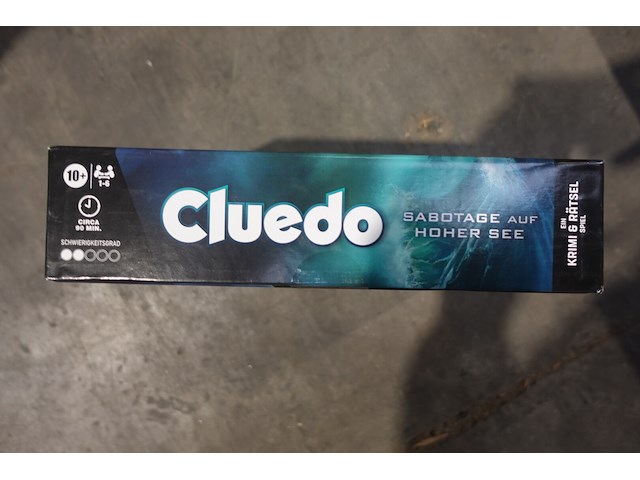 10+
1-6
CIRCA
90 MIN.
SCHWIERIGKEITSGRAD
Cluedo
SABOTAGE AUF
HOHER SEE
EIN
KRIMI & RÄTSEL
SPIEL